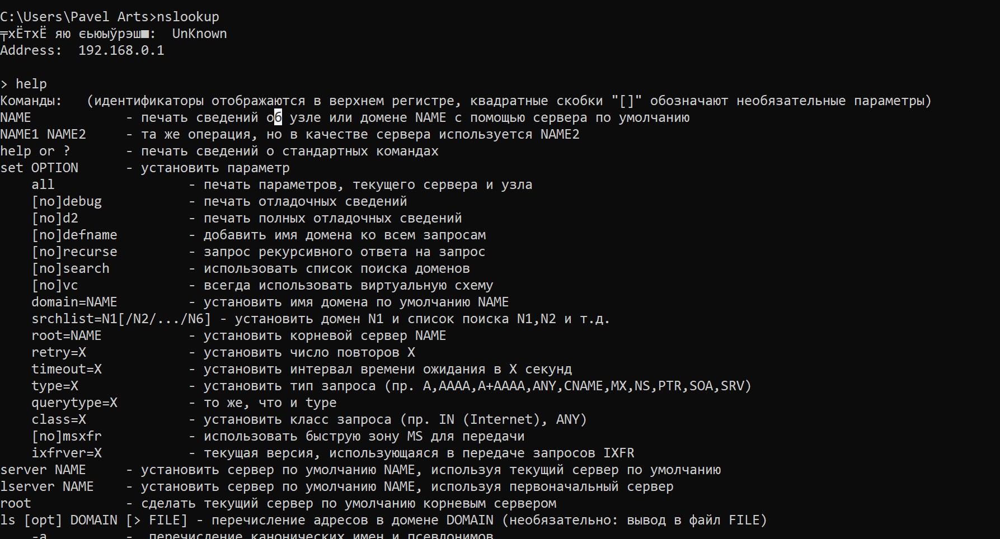 C:\Users\Pavel Arts>nslookup
╤хЁтхЁ яю єьюыўрэш■:  UnKnown
Address:  192.168.0.1
> help
Команды:   (идентификаторы отображаются в верхнем регистре, квадратные скобки "[]" обозначают необязательные параметры)
NAME            - печать сведений об узле или домене NAME с помощью сервера по умолчанию
NAME1 NAME2     - та же операция, но в качестве сервера используется NAME2
help or ?       - печать сведений о стандартных командах
set OPTION      - установить параметр
    all                 - печать параметров, текущего сервера и узла
    [no]debug           - печать отладочных сведений
    [no]d2              - печать полных отладочных сведений
    [no]defname         - добавить имя домена ко всем запросам
    [no]recurse         - запрос рекурсивного ответа на запрос
    [no]search          - использовать список поиска доменов
    [no]vc              - всегда использовать виртуальную схему
    domain=NAME         - установить имя домена по умолчанию NAME
    srchlist=N1[/N2/.../N6] - установить домен N1 и список поиска N1,N2 и т.д.
    root=NAME           - установить корневой сервер NAME
    retry=X             - установить число повторов X
    timeout=X           - установить интервал времени ожидания в X секунд
    type=X              - установить тип запроса (пр. A,AAAA,A+AAAA,ANY,CNAME,MX,NS,PTR,SOA,SRV)
    querytype=X         - то же, что и type
    class=X             - установить класс запроса (пр. IN (Internet), ANY)
    [no]msxfr           - использовать быструю зону MS для передачи
    ixfrver=X           - текущая версия, использующаяся в передаче запросов IXFR
server NAME     - установить сервер по умолчанию NAME, используя текущий сервер по умолчанию
lserver NAME    - установить сервер по умолчанию NAME, используя первоначальный сервер
root            - сделать текущий сервер по умолчанию корневым сервером
ls [opt] DOMAIN [> FILE] - перечисление адресов в домене DOMAIN (необязательно: вывод в файл FILE)
    -a          -  перечисление канонических имен и псевдонимов